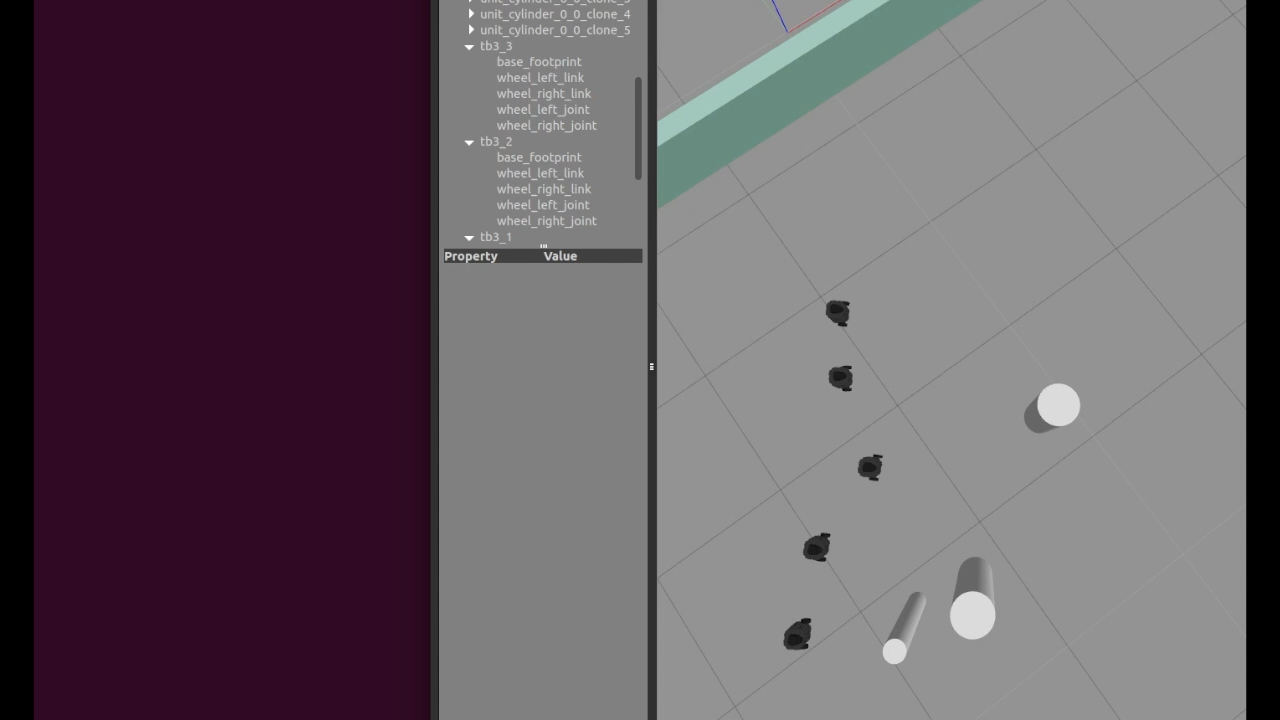 unit_cylinder_0_0_clone_4
unit_cylinder_0_0_clone_5
tb3_3
base_footprint
wheel_left_link
wheel_right_link
wheel_left_joint
wheel_right_joint
tb3_2
base_footprint
wheel_left_link
wheel_right_link
wheel_left_joint
wheel_right_joint
tb3_1
Property Value